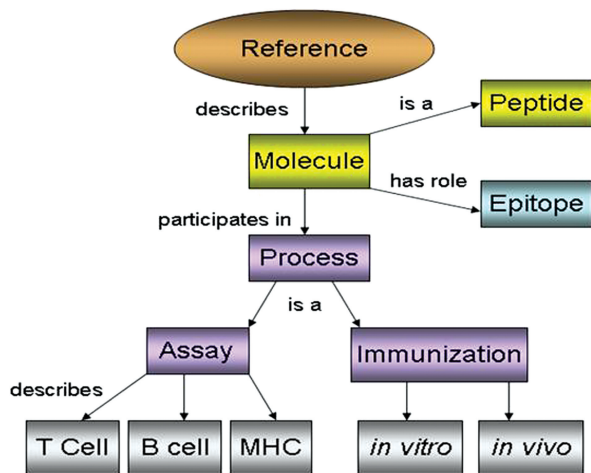 Reference
describes
is a
Peptide
Molecule
has role
Epitope
participates in
Process
is a
Assay
Immunization
describes
T Cell
B cell
MHC
in vitro
in vivo